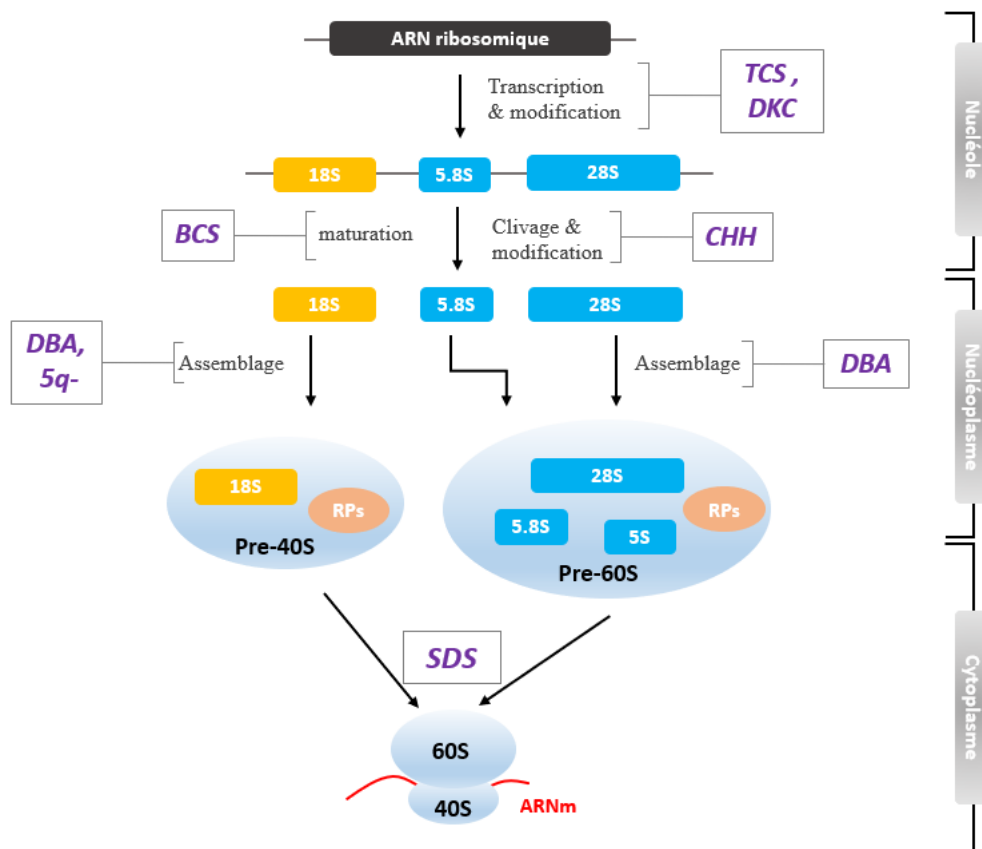 ARN ribosomique
Transcription
& modification
TCS ,
DKC
Nucléole
18S
5.8S
28S
BCS
maturation
Clivage &
modification
CHH
18S
5.8S
28S
DBA,
5q-
Assemblage
Assemblage
DBA
Nucléoplasme
18S
RPs
Pre-40S
28S
RPs
5.8S
5S
Pre-60S
SDS
Cytoplasme
60S
40S
ARNm